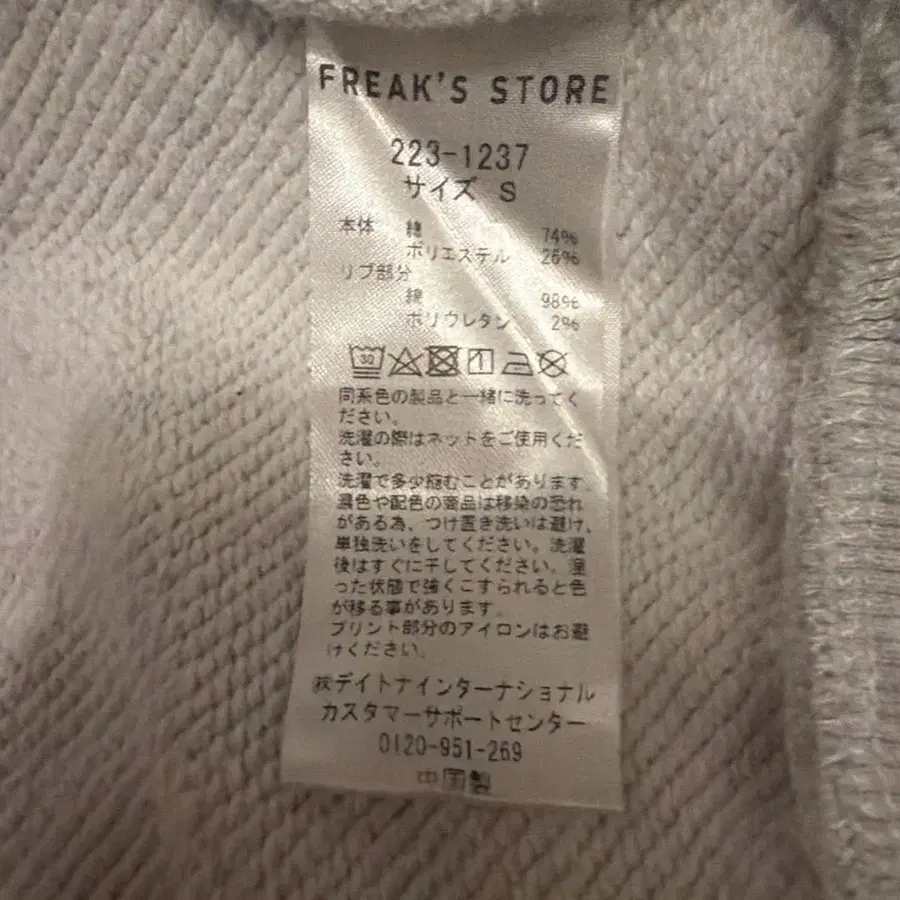 FREAK'S STORE
223-1237
サイズ S
本体 綿 74%
ポリエステル 26%
リブ部分
綿 98%
ポリウレタン 2%
30
同系色の製品と一緒に洗ってく
ださい。
洗濯の際はネットをご使用くだ
さい。
洗濯で多少縮むことがあります。
濃色や配色の商品は移染の恐れ
がある為、つけ置き洗いは避け、
単独洗いをしてください。洗濯
後はすぐに干してください。湿
った状態で強くこすられると色
が移る事があります。
プリント部分のアイロンはお避
けください。
㈱デイトナインターナショナル
カスタマーサポートセンター
0120-951-269
中国製